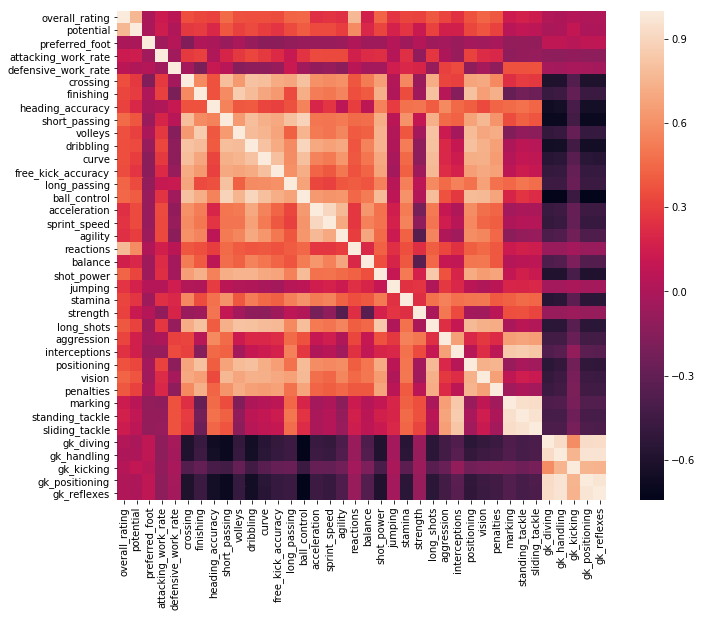 overall_rating
potential
preferred_foot
attacking_work_rate
defensive_work_rate
crossing
finishing
heading_accuracy
short_passing
volleys
dribbling
curve
free_kick_accuracy
long_passing
ball_control
acceleration
sprint_speed
agility
reactions
balance
shot_power
jumping
stamina
strength
long_shots
aggression
interceptions
positioning
vision
penalties
marking
standing_tackle
sliding_tackle
gk_diving
gk_handling
gk_kicking
gk_positioning
gk_reflexes
0.9
0.6
0.3
0.0
−0.3
−0.6
overall_rating
potential
preferred_foot
attacking_work_rate
defensive_work_rate
crossing
finishing
heading_accuracy
short_passing
volleys
dribbling
curve
free_kick_accuracy
long_passing
ball_control
acceleration
sprint_speed
agility
reactions
balance
shot_power
jumping
stamina
strength
long_shots
aggression
interceptions
positioning
vision
penalties
marking
standing_tackle
sliding_tackle
gk_diving
gk_handling
gk_kicking
gk_positioning
gk_reflexes